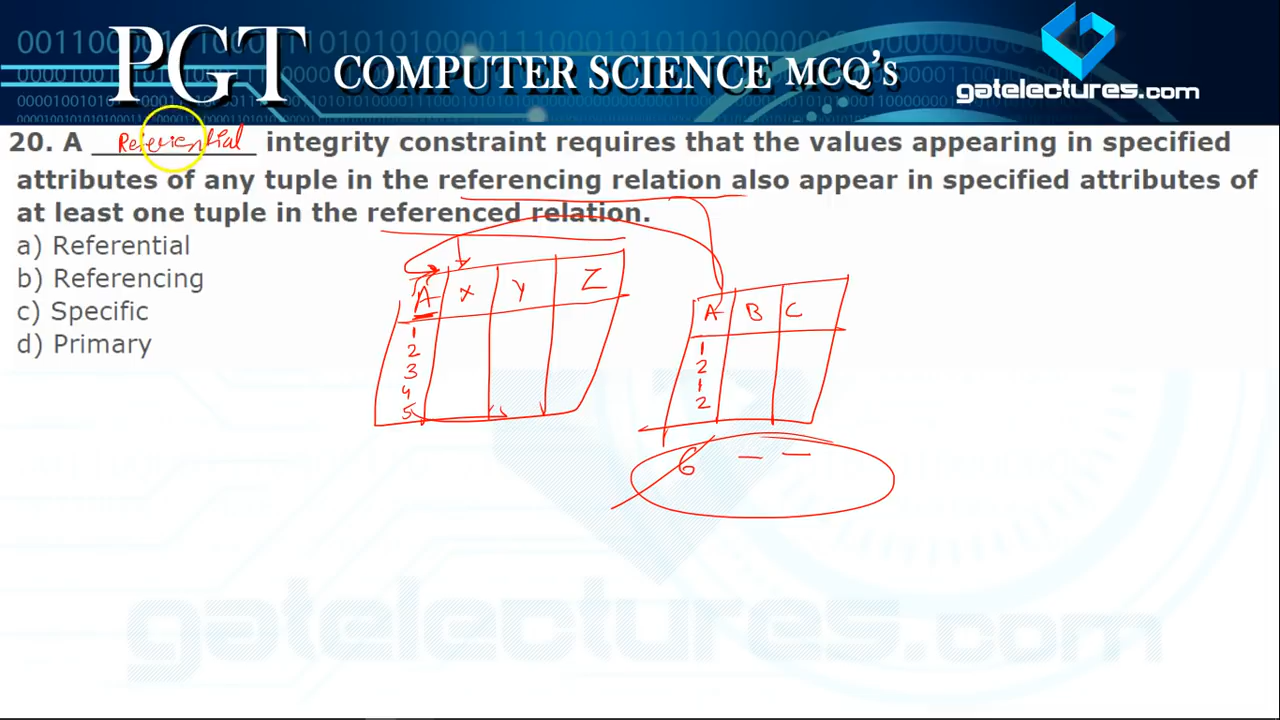 PGT COMPUTER SCIENCE MCQ's
gatelectures.com
20. A Referential integrity constraint requires that the values appearing in specified
attributes of any tuple in the referencing relation also appear in specified attributes of
at least one tuple in the referenced relation.
a) Referential
b) Referencing
c) Specific
d) Primary
A X Y Z
1
2
3
4
5
A B C
1
2
1
2
6 — —
gatelectures.com